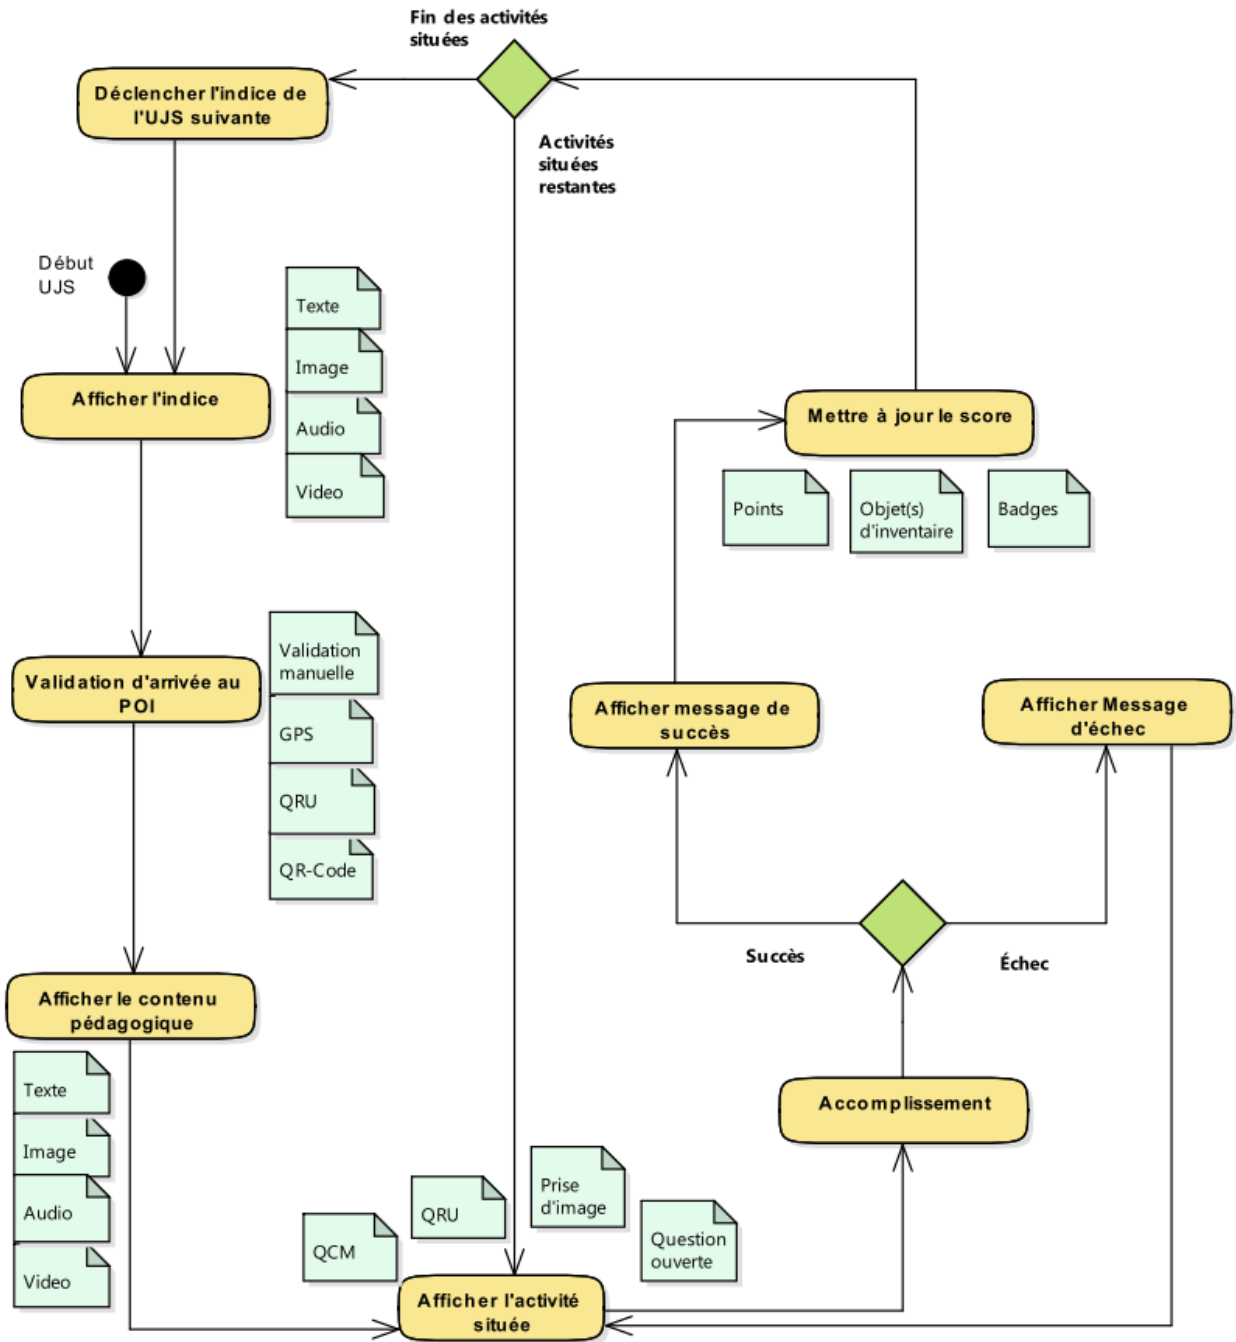 Fin des activités
situées
Déclencher l'indice de
l'UJS suivante
Activités
situées
restantes
Début
UJS
Texte
Image
Audio
Video
Afficher l'indice
Mettre à jour le score
Points
Objet(s)
d'inventaire
Badges
Validation
manuelle
GPS
QRU
QR-Code
Validation d'arrivée au
POI
Afficher message de
succès
Afficher Message
d'échec
Succès
Échec
Afficher le contenu
pédagogique
Texte
Image
Audio
Video
Accomplissement
QCM
QRU
Prise
d'image
Question
ouverte
Afficher l'activité
située